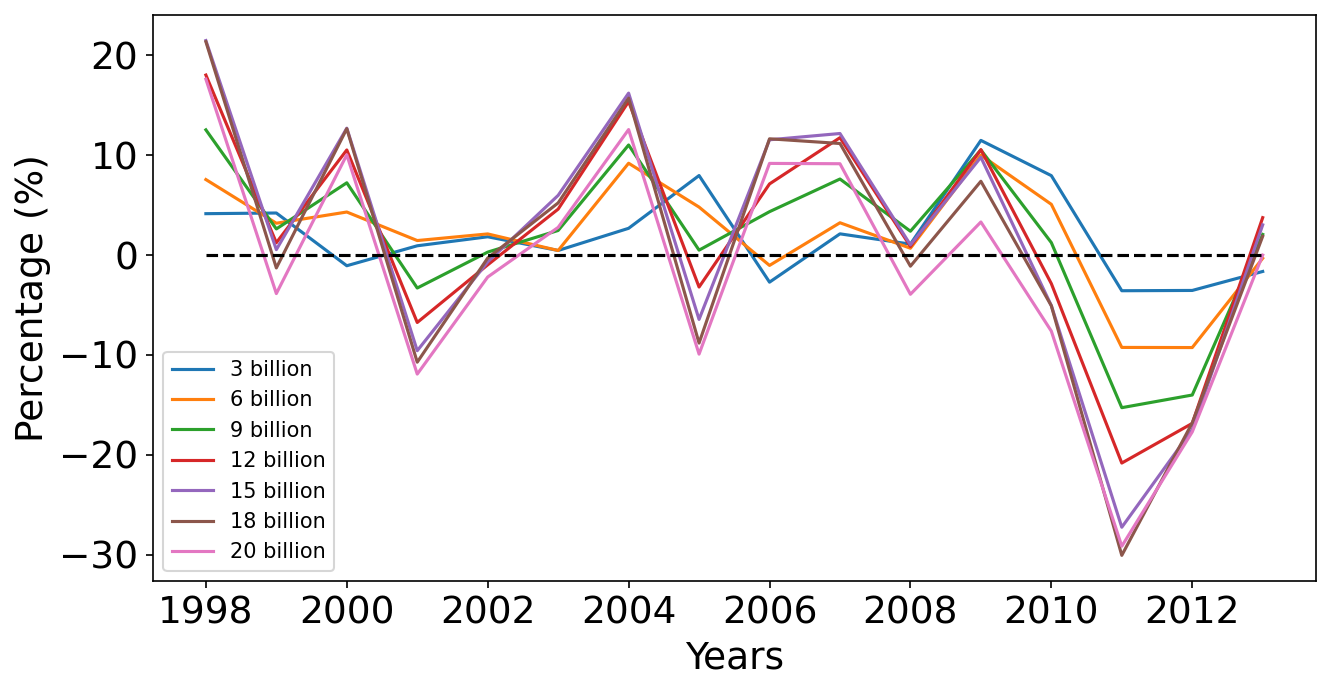 20
10
0
−10
−20
−30
Percentage (%)
3 billion
6 billion
9 billion
12 billion
15 billion
18 billion
20 billion
1998 2000 2002 2004 2006 2008 2010 2012
Years